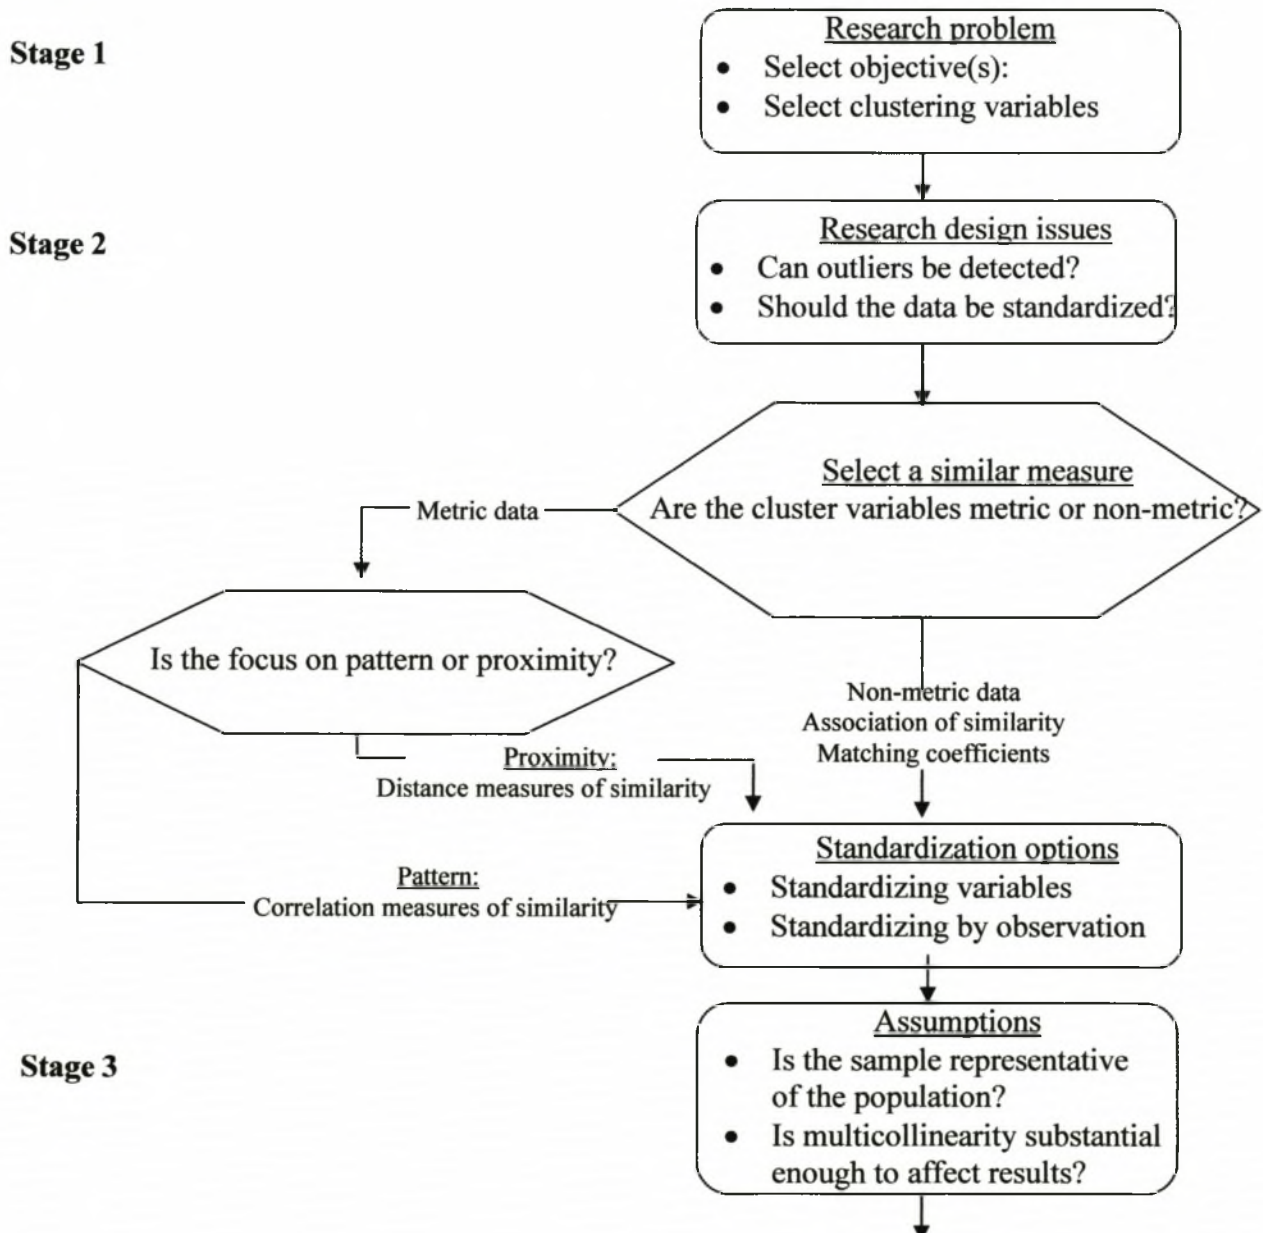 Stage 1
Research problem
• Select objective(s):
• Select clustering variables
Stage 2
Research design issues
• Can outliers be detected?
• Should the data be standardized?
Select a similar measure
Are the cluster variables metric or non-metric?
Metric data
Is the focus on pattern or proximity?
Non-metric data
Association of similarity
Matching coefficients
Proximity:
Distance measures of similarity
Pattern:
Correlation measures of similarity
Standardization options
• Standardizing variables
• Standardizing by observation
Stage 3
Assumptions
• Is the sample representative
of the population?
• Is multicollinearity substantial
enough to affect results?